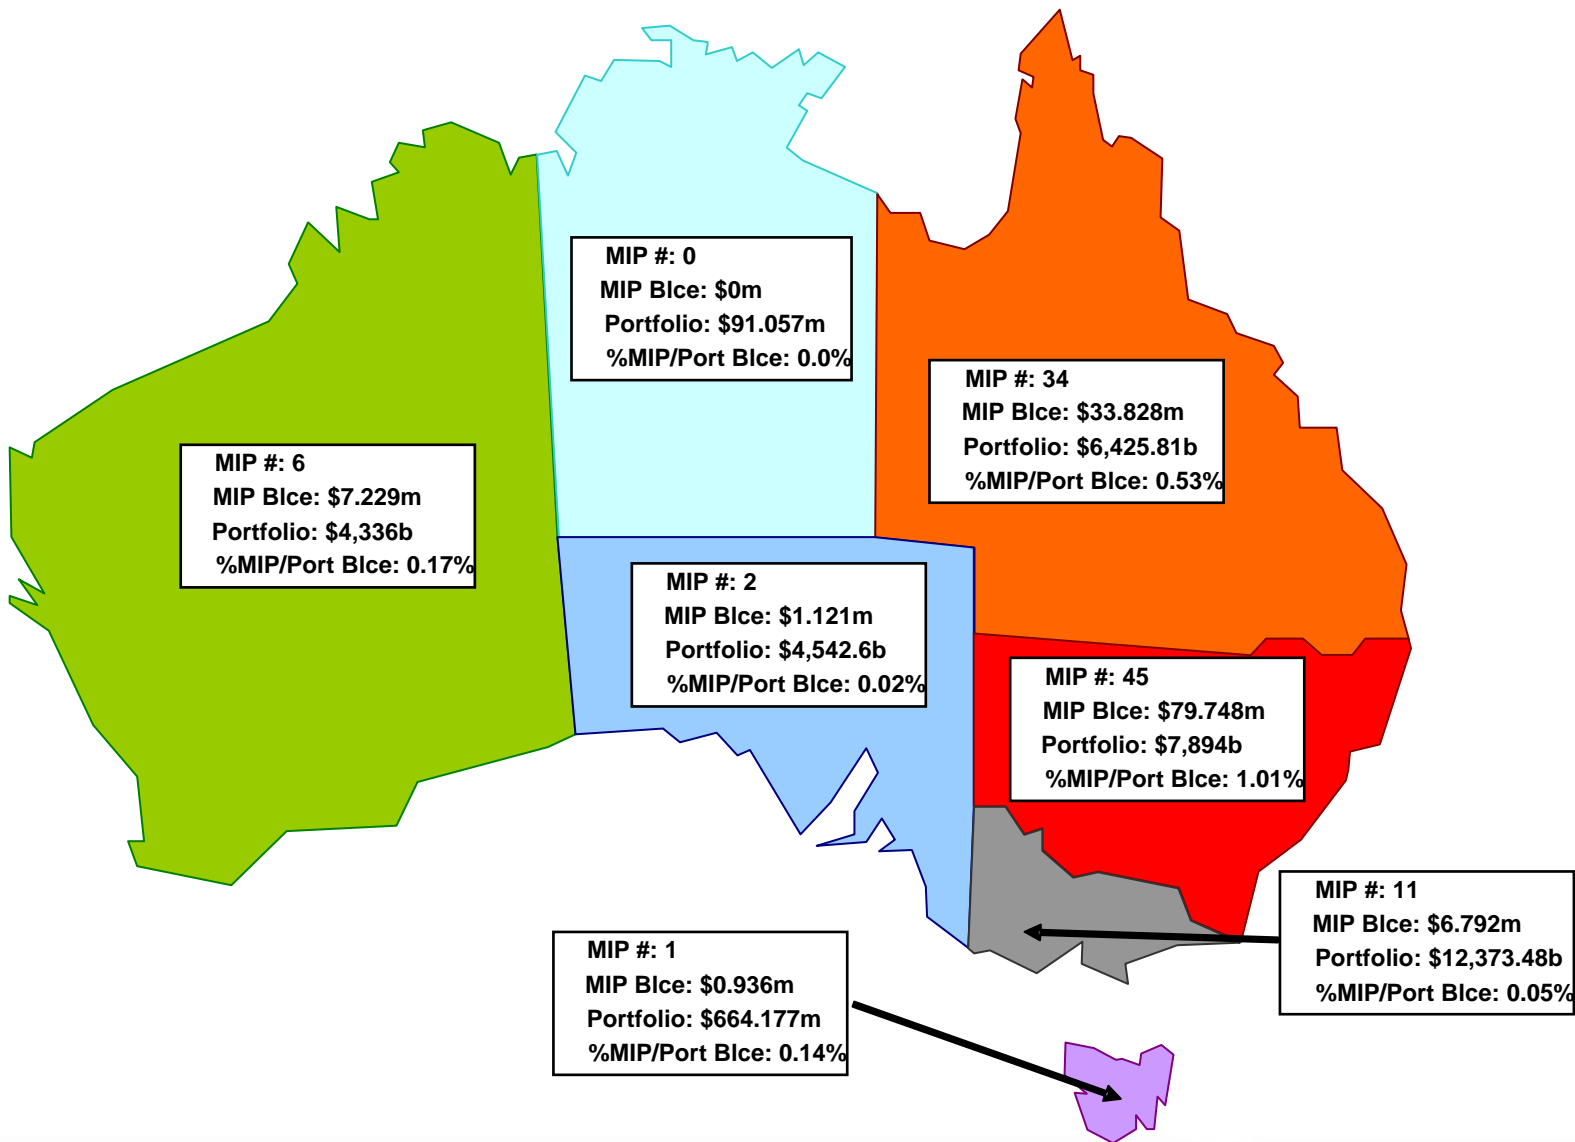 MIP #: 0
MIP Blce: $0m
Portfolio: $91.057m
%MIP/Port Blce: 0.0%
MIP #: 34
MIP Blce: $33.828m
Portfolio: $6,425.81b
%MIP/Port Blce: 0.53%
MIP #: 6
MIP Blce: $7.229m
Portfolio: $4,336b
%MIP/Port Blce: 0.17%
MIP #: 2
MIP Blce: $1.121m
Portfolio: $4,542.6b
%MIP/Port Blce: 0.02%
MIP #: 45
MIP Blce: $79.748m
Portfolio: $7,894b
%MIP/Port Blce: 1.01%
MIP #: 11
MIP Blce: $6.792m
Portfolio: $12,373.48b
%MIP/Port Blce: 0.05%
MIP #: 1
MIP Blce: $0.936m
Portfolio: $664.177m
%MIP/Port Blce: 0.14%